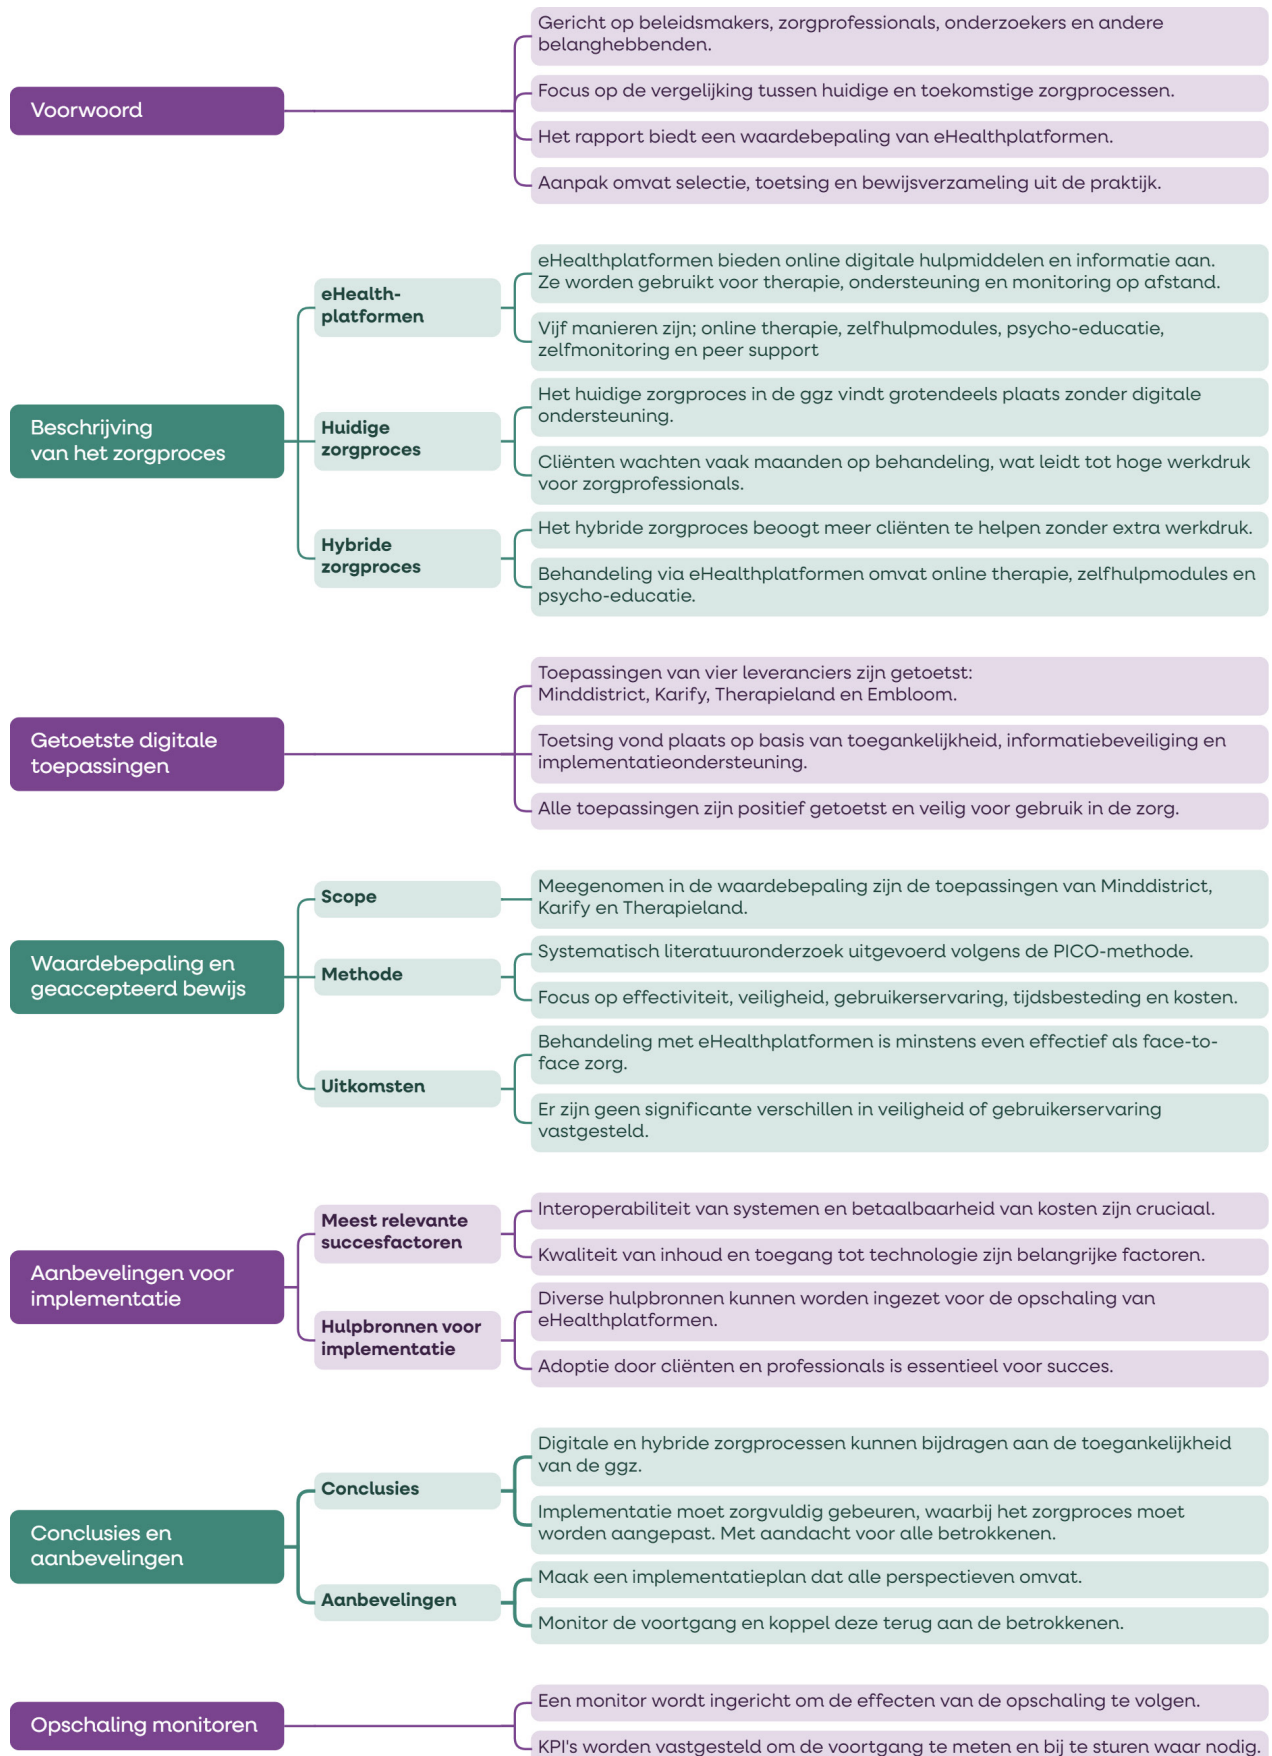 Voorwoord
Gericht op beleidsmakers, zorgprofessionals, onderzoekers en andere
belanghebbenden.
Focus op de vergelijking tussen huidige en toekomstige zorgprocessen.
Het rapport biedt een waardebepaling van eHealthplatformen.
Aanpak omvat selectie, toetsing en bewijsverzameling uit de praktijk.
Beschrijving
van het zorgproces
eHealth-
platformen
eHealthplatformen bieden online digitale hulpmiddelen en informatie aan.
Ze worden gebruikt voor therapie, ondersteuning en monitoring op afstand.
Vijf manieren zijn; online therapie, zelfhulpmodules, psycho-educatie,
zelfmonitoring en peer support
Huidige
zorgproces
Het huidige zorgproces in de ggz vindt grotendeels plaats zonder digitale
ondersteuning.
Cliënten wachten vaak maanden op behandeling, wat leidt tot hoge werkdruk
voor zorgprofessionals.
Hybride
zorgproces
Het hybride zorgproces beoogt meer cliënten te helpen zonder extra werkdruk.
Behandeling via eHealthplatformen omvat online therapie, zelfhulpmodules en
psycho-educatie.
Getoetste digitale
toepassingen
Toepassingen van vier leveranciers zijn getoetst:
Minddistrict, Karify, Therapieland en Embloom.
Toetsing vond plaats op basis van toegankelijkheid, informatiebeveiliging en
implementatieondersteuning.
Alle toepassingen zijn positief getoetst en veilig voor gebruik in de zorg.
Waardebepaling en
geaccepteerd bewijs
Scope
Meegenomen in de waardebepaling zijn de toepassingen van Minddistrict,
Karify en Therapieland.
Methode
Systematisch literatuuronderzoek uitgevoerd volgens de PICO-methode.
Focus op effectiviteit, veiligheid, gebruikerservaring, tijdsbesteding en kosten.
Uitkomsten
Behandeling met eHealthplatformen is minstens even effectief als face-to-
face zorg.
Er zijn geen significante verschillen in veiligheid of gebruikerservaring
vastgesteld.
Aanbevelingen voor
implementatie
Meest relevante
succesfactoren
Interoperabiliteit van systemen en betaalbaarheid van kosten zijn cruciaal.
Kwaliteit van inhoud en toegang tot technologie zijn belangrijke factoren.
Hulpbronnen voor
implementatie
Diverse hulpbronnen kunnen worden ingezet voor de opschaling van
eHealthplatformen.
Adoptie door cliënten en professionals is essentieel voor succes.
Conclusies en
aanbevelingen
Conclusies
Digitale en hybride zorgprocessen kunnen bijdragen aan de toegankelijkheid
van de ggz.
Implementatie moet zorgvuldig gebeuren, waarbij het zorgproces moet
worden aangepast. Met aandacht voor alle betrokkenen.
Aanbevelingen
Maak een implementatieplan dat alle perspectieven omvat.
Monitor de voortgang en koppel deze terug aan de betrokkenen.
Opschaling monitoren
Een monitor wordt ingericht om de effecten van de opschaling te volgen.
KPI's worden vastgesteld om de voortgang te meten en bij te sturen waar nodig.